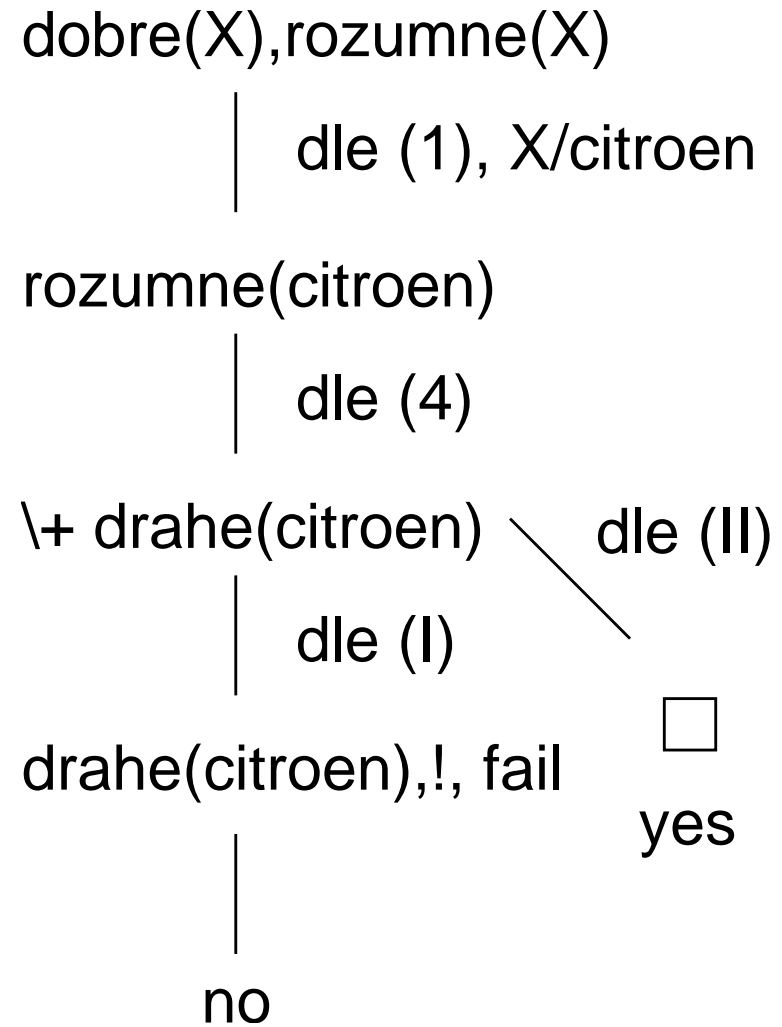 dobre(X),rozumne(X)
dle (1), X/citroen
rozumne(citroen)
dle (4)
\+ drahe(citroen)
dle (II)
dle (I)
drahe(citroen),!, fail
yes
no